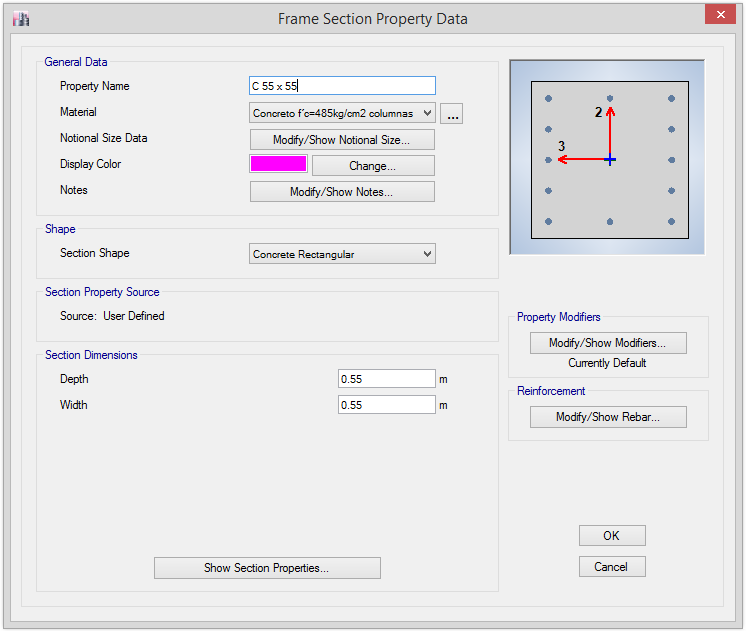 Frame Section Property Data
General Data
Property Name
C 55 x 55
Material
Concreto f´c=485kg/cm2 columnas
...
Notional Size Data
Modify/Show Notional Size...
Display Color
Change...
Notes
Modify/Show Notes...
Shape
Section Shape
Concrete Rectangular
Section Property Source
Source: User Defined
Section Dimensions
Depth
0.55
m
Width
0.55
m
Show Section Properties...
2
3
Property Modifiers
Modify/Show Modifiers...
Currently Default
Reinforcement
Modify/Show Rebar...
OK
Cancel